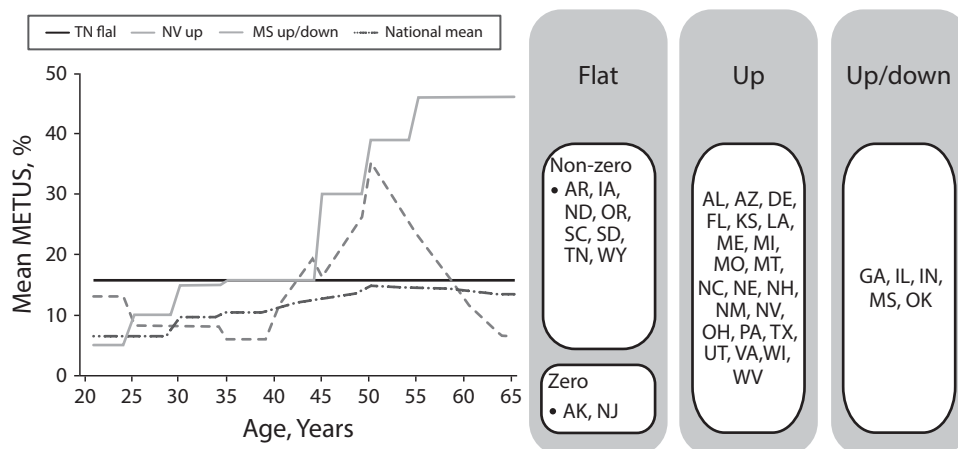 TN flal NV up MS up/down National mean
Mean METUS, %
50
40
30
20
10
0
20 25 30 35 40 45 50 55 60 65
Age, Years
Flat
Non-zero
• AR, IA,
ND, OR,
SC, SD,
TN, WY
Zero
• AK, NJ
Up
AL, AZ, DE,
FL, KS, LA,
ME, MI,
MO, MT,
NC, NE, NH,
NM, NV,
OH, PA, TX,
UT, VA,WI,
WV
Up/down
GA, IL, IN,
MS, OK